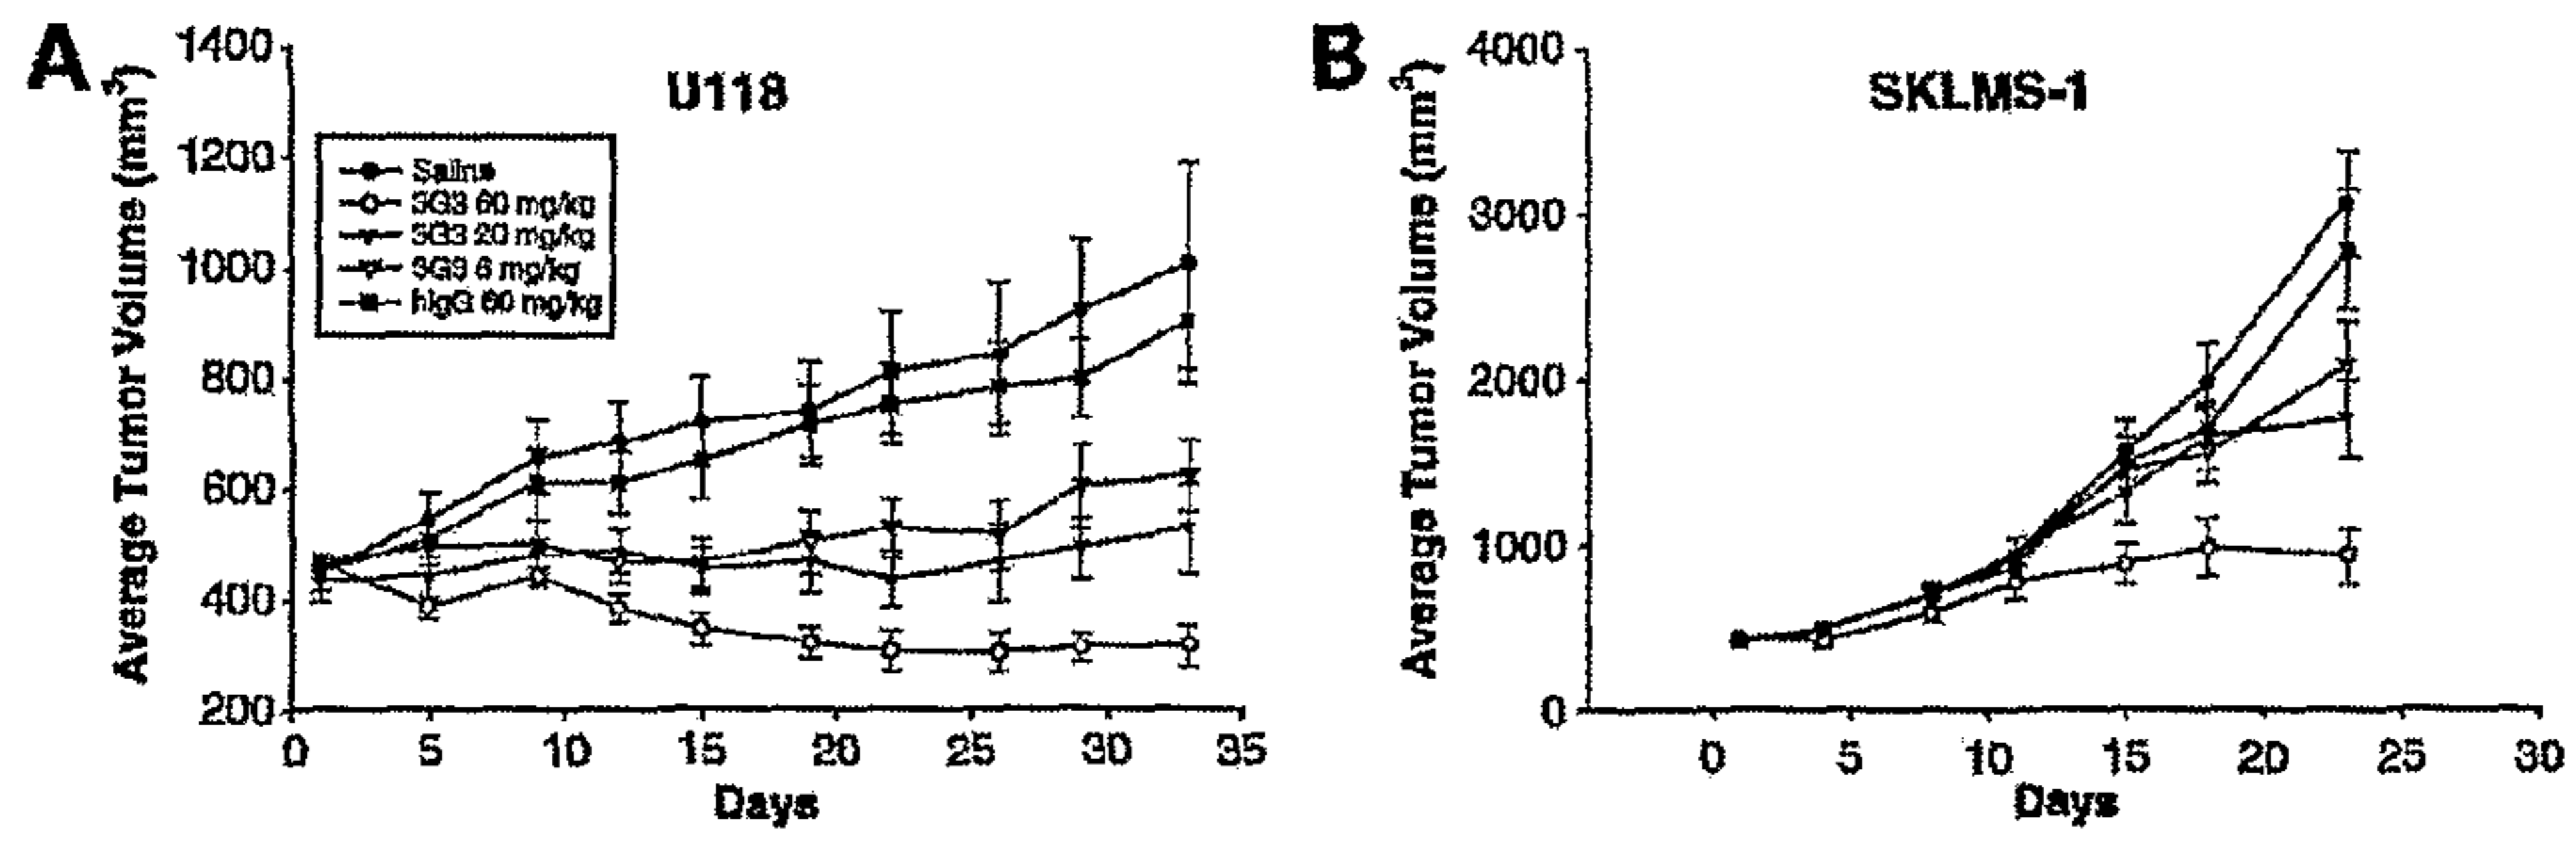 A
U118
Average Tumor Volume (mm3)
1400
1200
1000
800
600
400
200
Saline
3G3 60 mg/kg
3G3 20 mg/kg
3G3 6 mg/kg
hIgG 60 mg/kg
0 5 10 15 20 25 30 35
Days
B
SKLMS-1
Average Tumor Volume (mm3)
4000
3000
2000
1000
0
0 5 10 15 20 25 30
Days